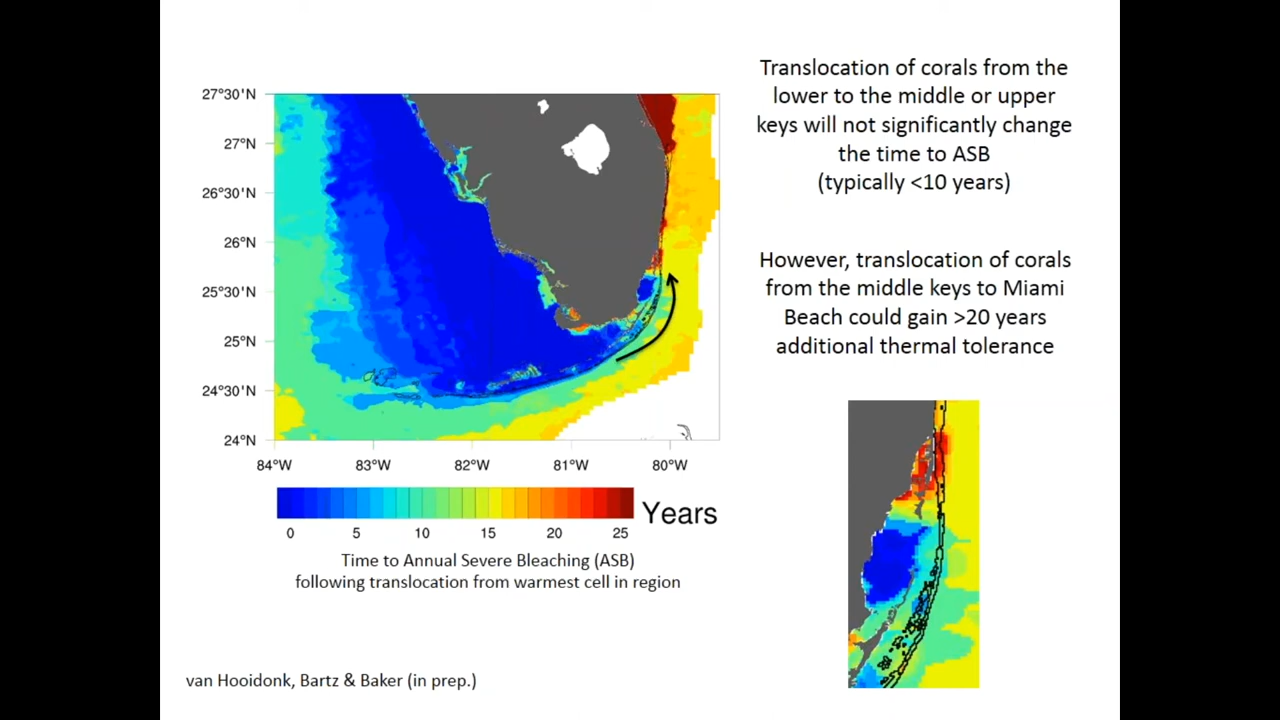 Translocation of corals from the
lower to the middle or upper
keys will not significantly change
the time to ASB
(typically <10 years)
However, translocation of corals
from the middle keys to Miami
Beach could gain >20 years
additional thermal tolerance
27°30'N
27°N
26°30'N
26°N
25°30'N
25°N
24°30'N
24°N
84°W 83°W 82°W 81°W 80°W
0 5 10 15 20 25 Years
Time to Annual Severe Bleaching (ASB)
following translocation from warmest cell in region
van Hooidonk, Bartz & Baker (in prep.)